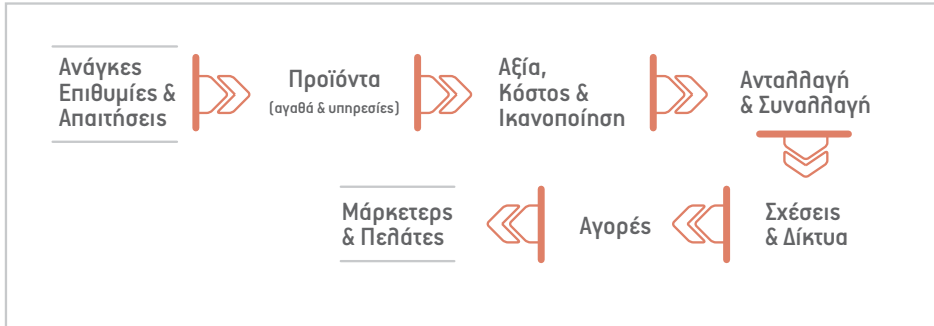 Ανάγκες
Επιθυμίες &
Απαιτήσεις
Προϊόντα
(αγαθά & υπηρεσίες)
Αξία,
Κόστος &
Ικανοποίηση
Ανταλλαγή
& Συναλλαγή
Σχέσεις
& Δίκτυα
Αγορές
Μάρκετερς
& Πελάτες